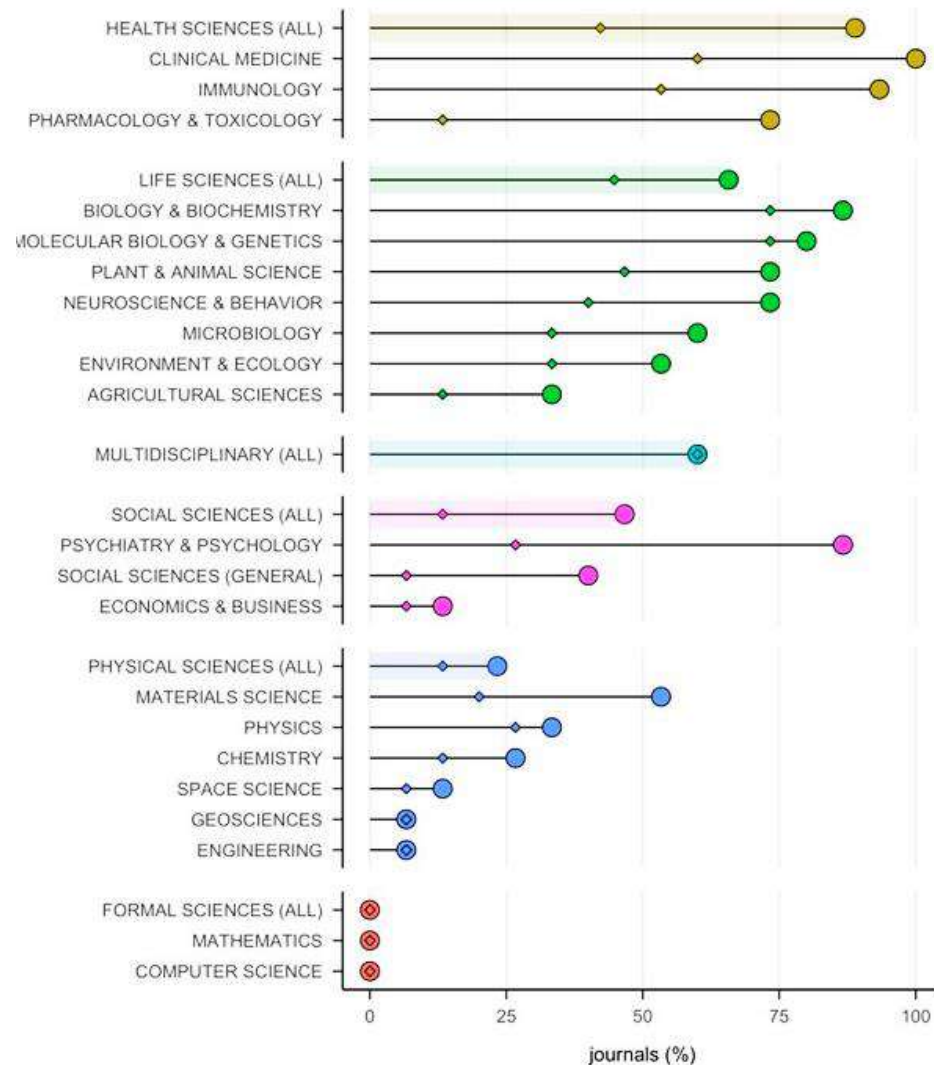 HEALTH SCIENCES (ALL)
CLINICAL MEDICINE
IMMUNOLOGY
PHARMACOLOGY & TOXICOLOGY
LIFE SCIENCES (ALL)
BIOLOGY & BIOCHEMISTRY
MOLECULAR BIOLOGY & GENETICS
PLANT & ANIMAL SCIENCE
NEUROSCIENCE & BEHAVIOR
MICROBIOLOGY
ENVIRONMENT & ECOLOGY
AGRICULTURAL SCIENCES
MULTIDISCIPLINARY (ALL)
SOCIAL SCIENCES (ALL)
PSYCHIATRY & PSYCHOLOGY
SOCIAL SCIENCES (GENERAL)
ECONOMICS & BUSINESS
PHYSICAL SCIENCES (ALL)
MATERIALS SCIENCE
PHYSICS
CHEMISTRY
SPACE SCIENCE
GEOSCIENCES
ENGINEERING
FORMAL SCIENCES (ALL)
MATHEMATICS
COMPUTER SCIENCE
0 25 50 75 100
journals (%)